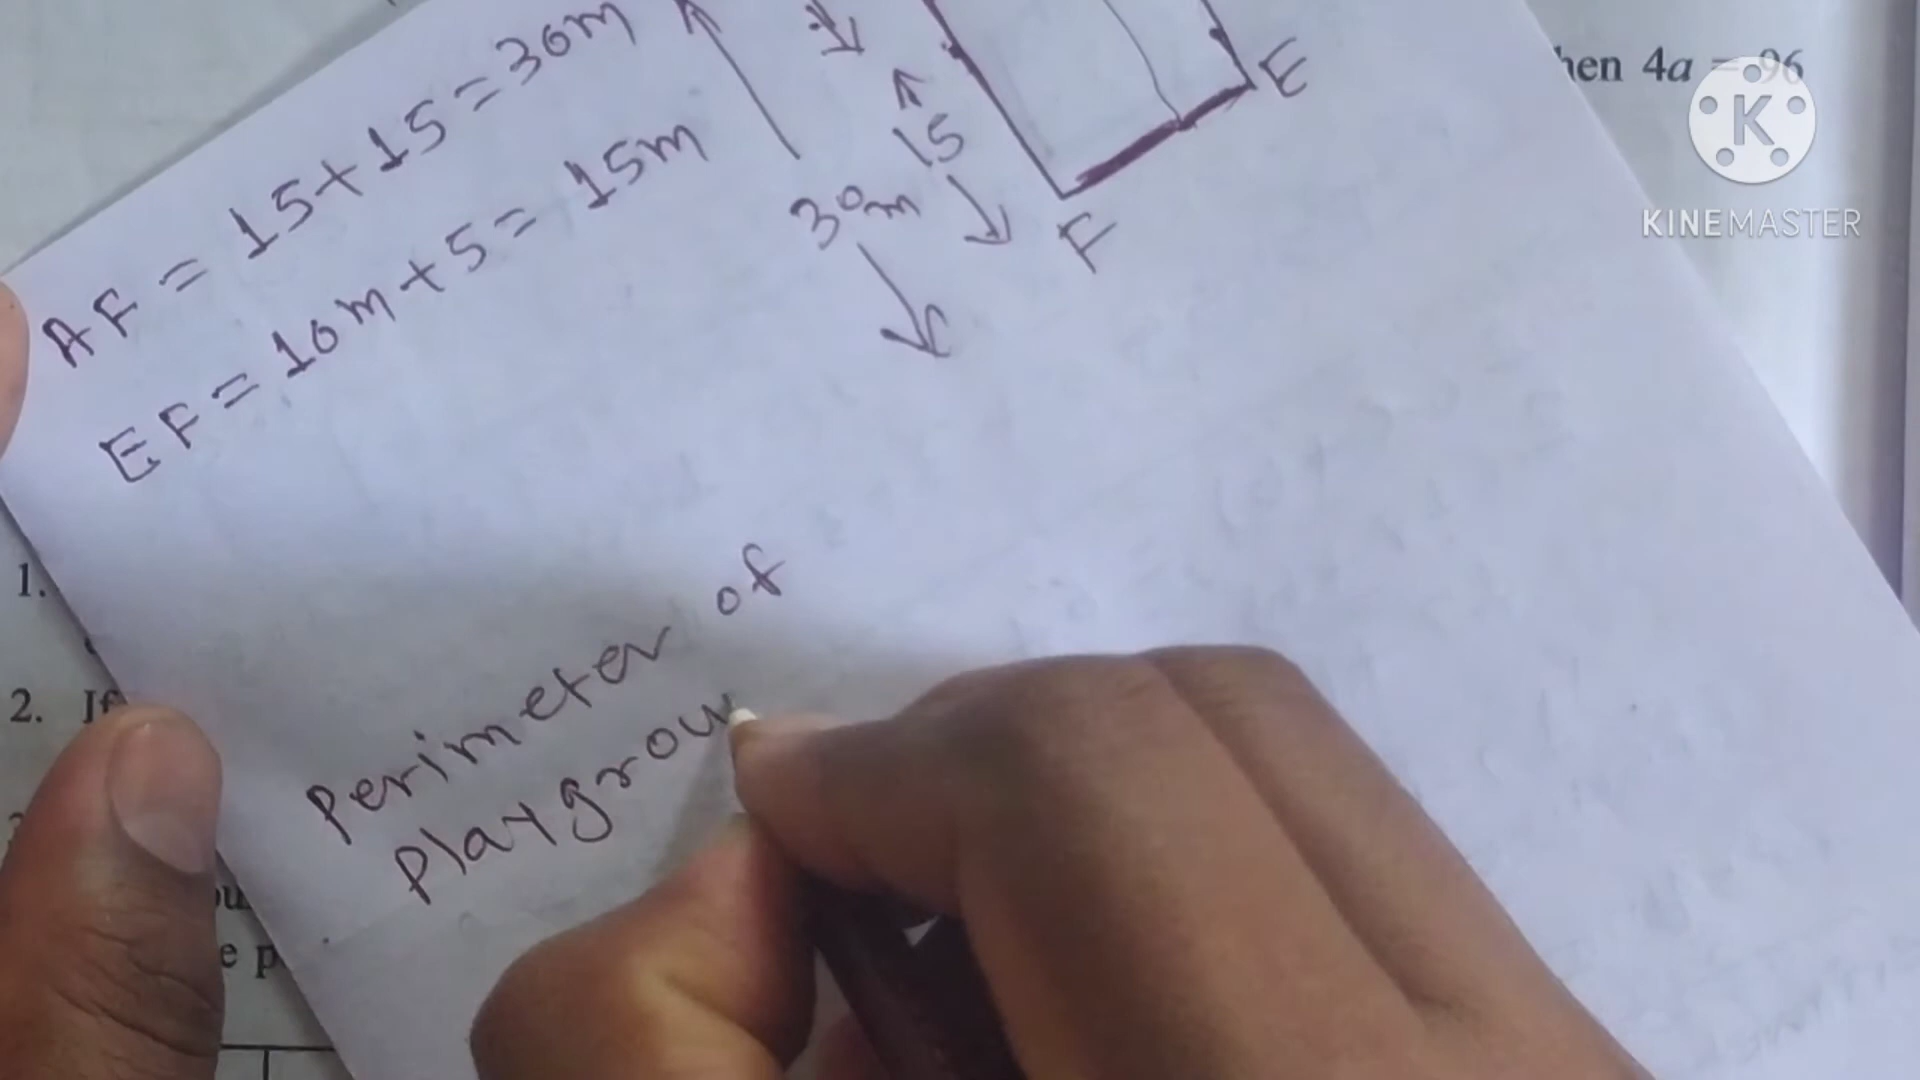 AF = 15+15=30m
EF=10m+5=15m
15
30m
E
F
Perimeter of
Playgrou
hen 4a = 96
K
KINEMASTER
1.
2. If
e p